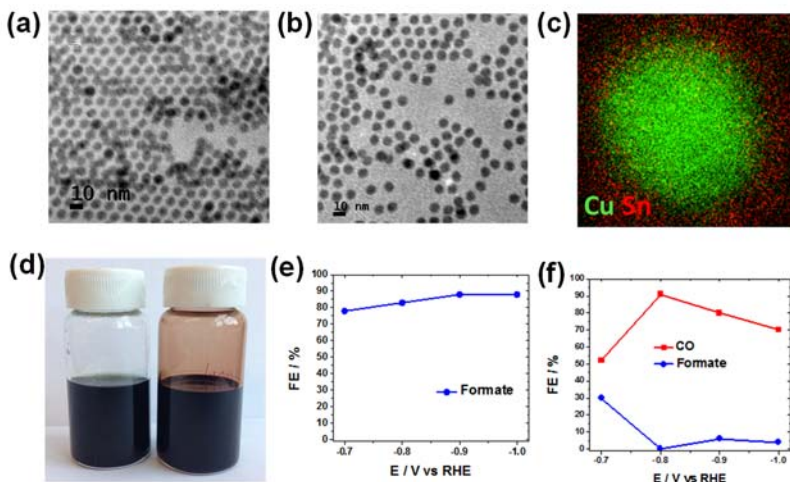 (a)
10 nm
(b)
10 nm
(c)
Cu Sn
(d)
(e)
100
90
80
70
60
50
40
30
20
10
0
FE / %
Formate
-0.7
-0.8
-0.9
-1.0
E / V vs RHE
(f)
100
90
80
70
60
50
40
30
20
10
0
FE / %
CO
Formate
-0.7
-0.8
-0.9
-1.0
E / V vs RHE